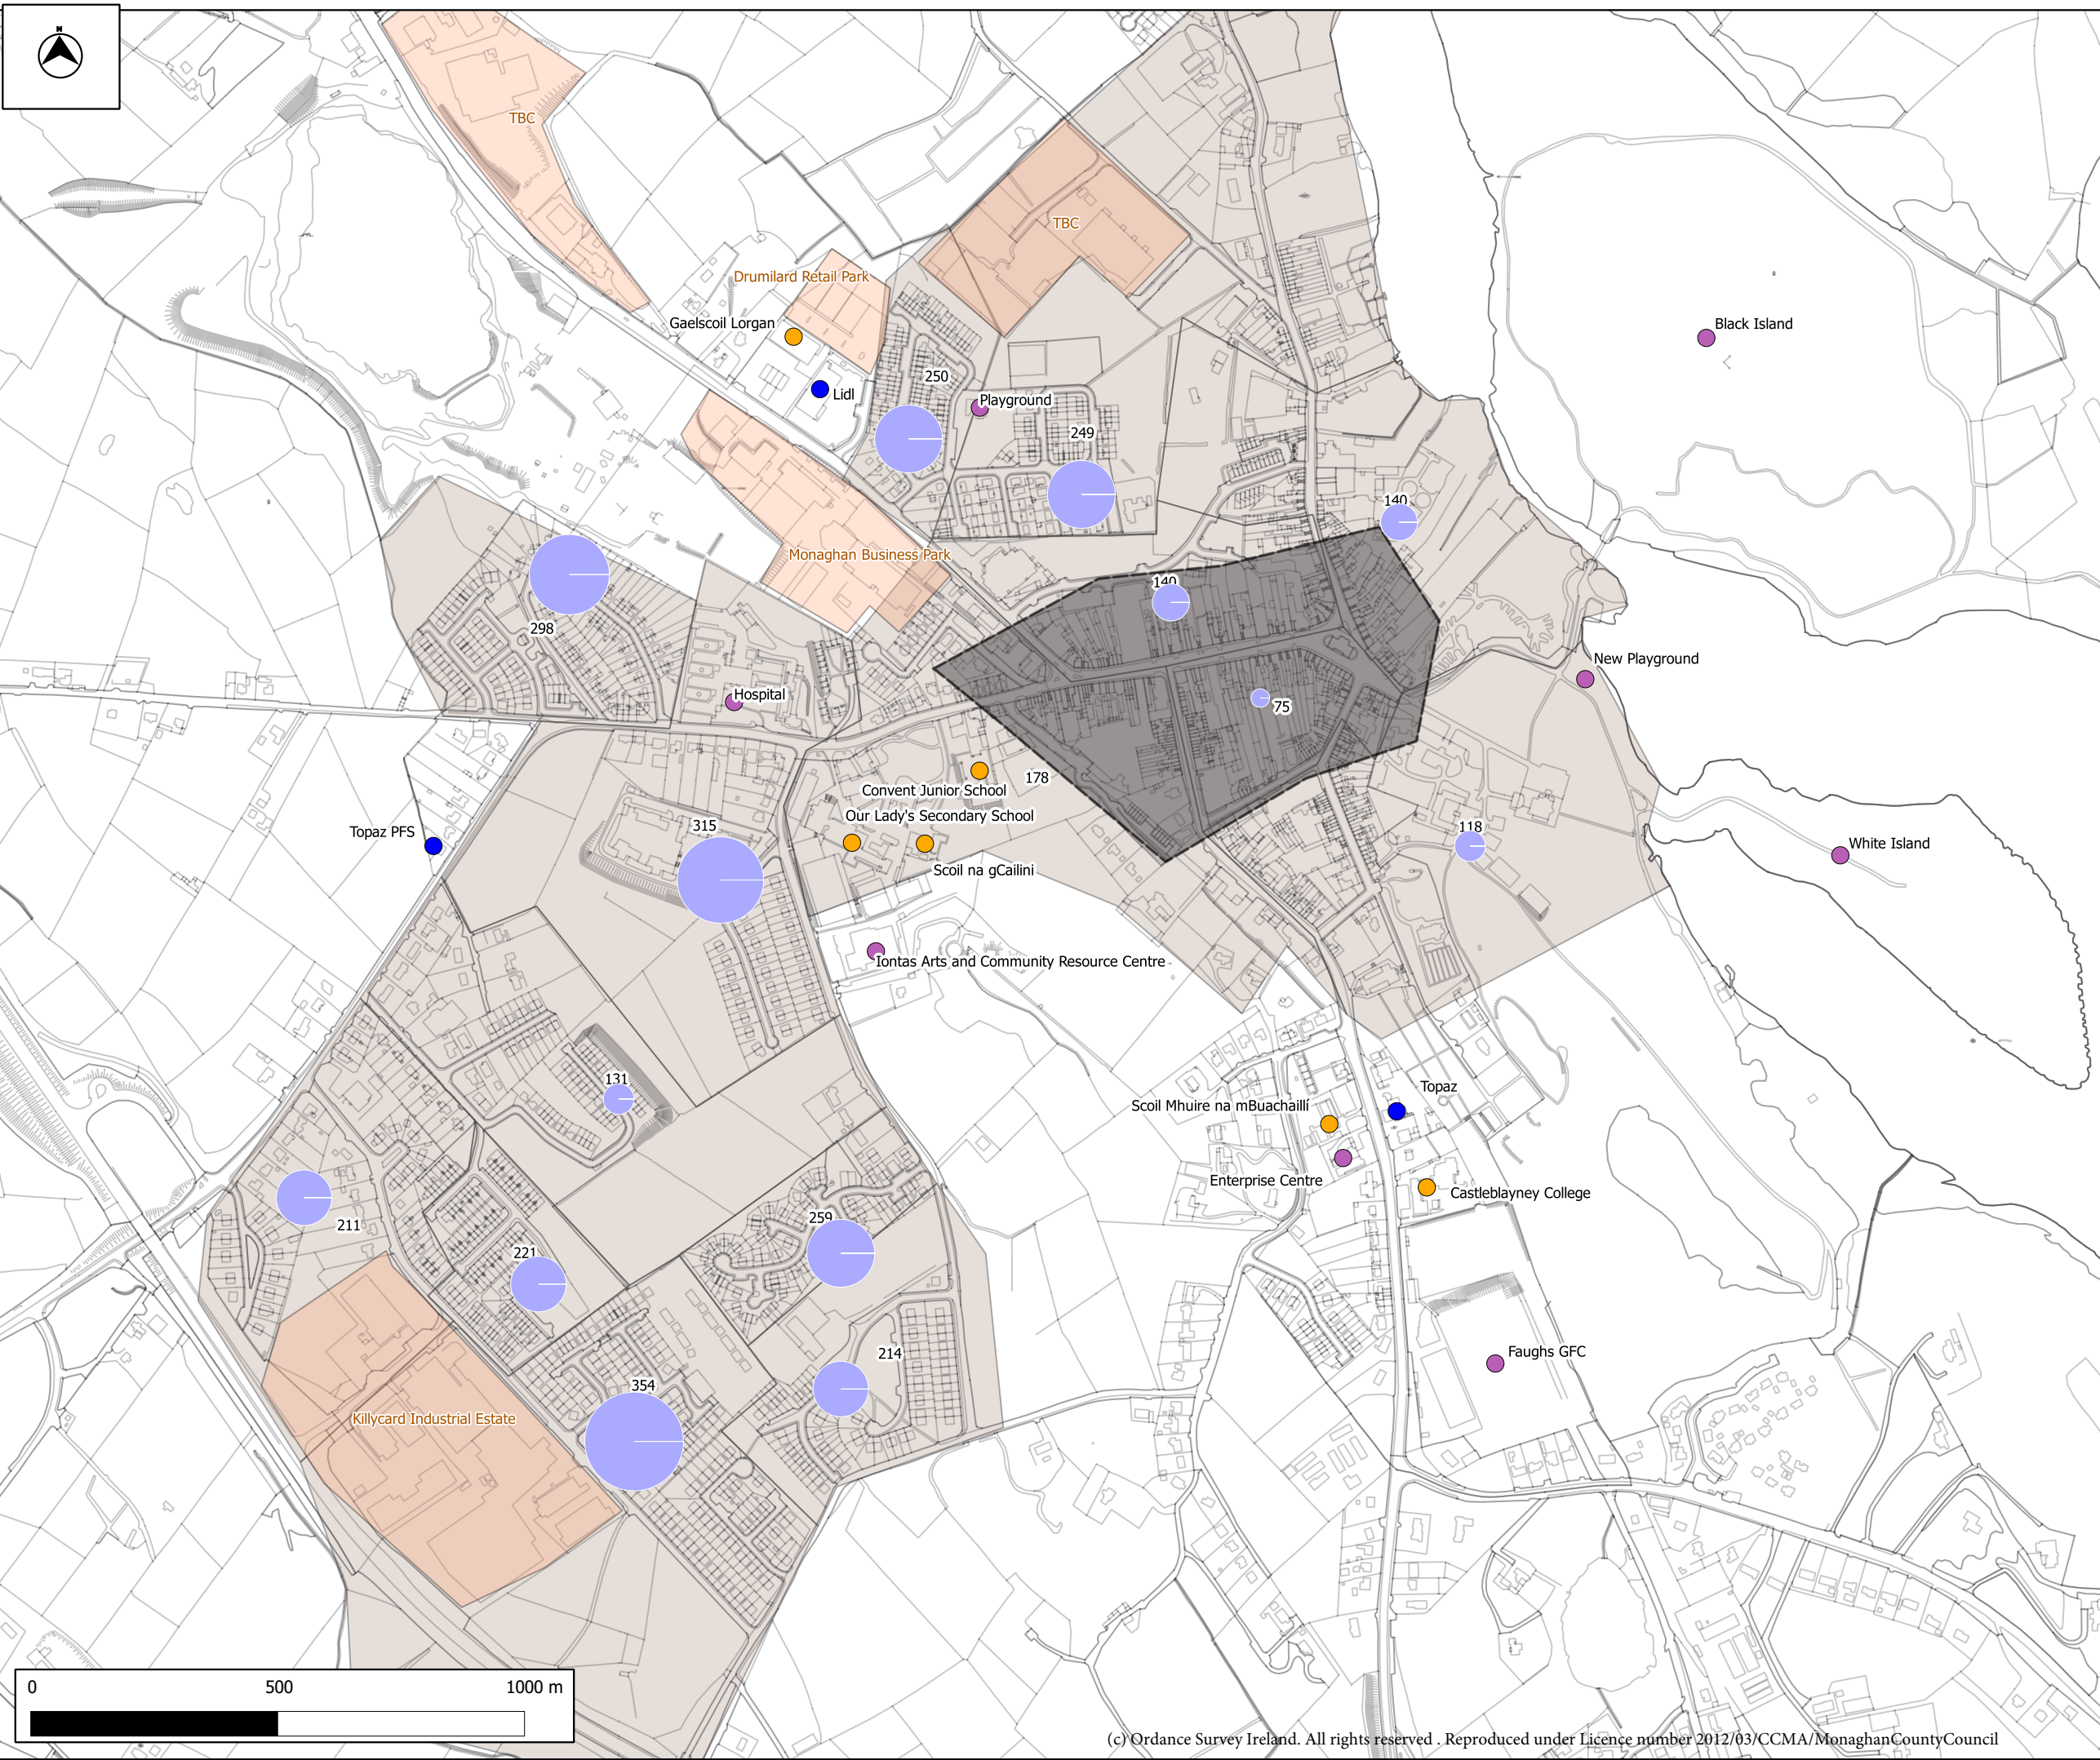 N
TBC
TBC
Drumilard Retail Park
Gaelscoil Lorgan
Black Island
250
Lidl
Playground
249
140
Monaghan Business Park
140
298
New Playground
Hospital
75
178
Convent Junior School
Our Lady's Secondary School
315
118
Topaz PFS
White Island
Scoil na gCailini
Iontas Arts and Community Resource Centre
131
Topaz
Scoil Mhuire na mBuachaillí
Enterprise Centre
Castleblayney College
259
211
221
214
Faughs GFC
354
Killycard Industrial Estate
0 500 1000 m
(c) Ordance Survey Ireland. All rights reserved . Reproduced under Licence number 2012/03/CCMA/MonaghanCountyCouncil